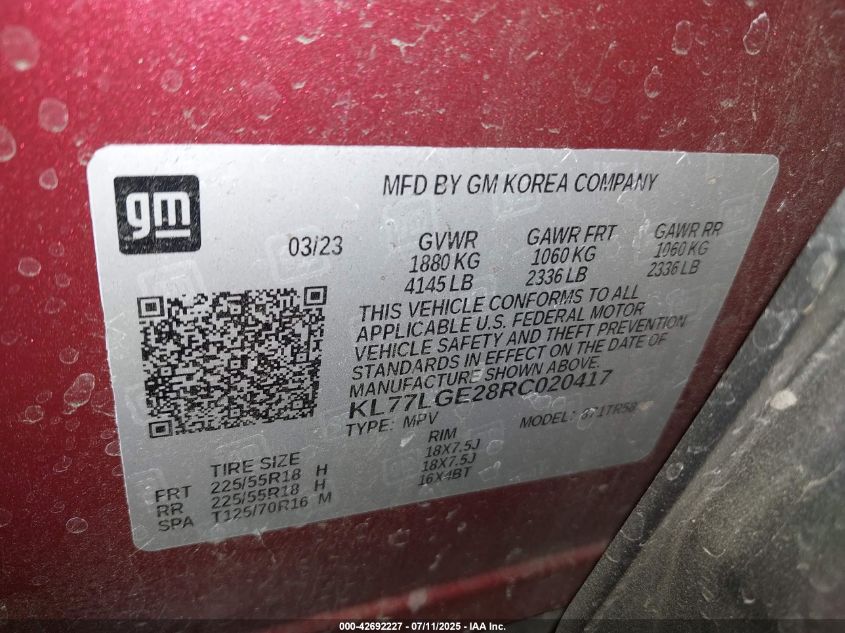 gm
MFD BY GM KOREA COMPANY
03/23
GVWR
1880 KG
4145 LB
GAWR FRT
1060 KG
2336 LB
GAWR RR
1060 KG
2336 LB
THIS VEHICLE CONFORMS TO ALL
APPLICABLE U.S. FEDERAL MOTOR
VEHICLE SAFETY AND THEFT PREVENTION
STANDARDS IN EFFECT ON THE DATE OF
MANUFACTURE SHOWN ABOVE.
KL77LGE28RC020417
TYPE: MPV
MODEL:
TIRE SIZE
RIM
FRT 225/55R18 H 18X7.5J
RR 225/55R18 H 18X7.5J
SPA T125/70R16 M 16X4BT
000-42692227 - 07/11/2025 - IAA Inc.